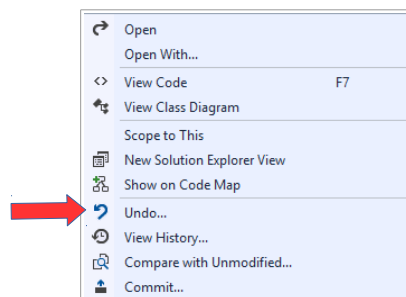 Open
Open With...
View Code F7
View Class Diagram
Scope to This
New Solution Explorer View
Show on Code Map
Undo...
View History...
Compare with Unmodified...
Commit...